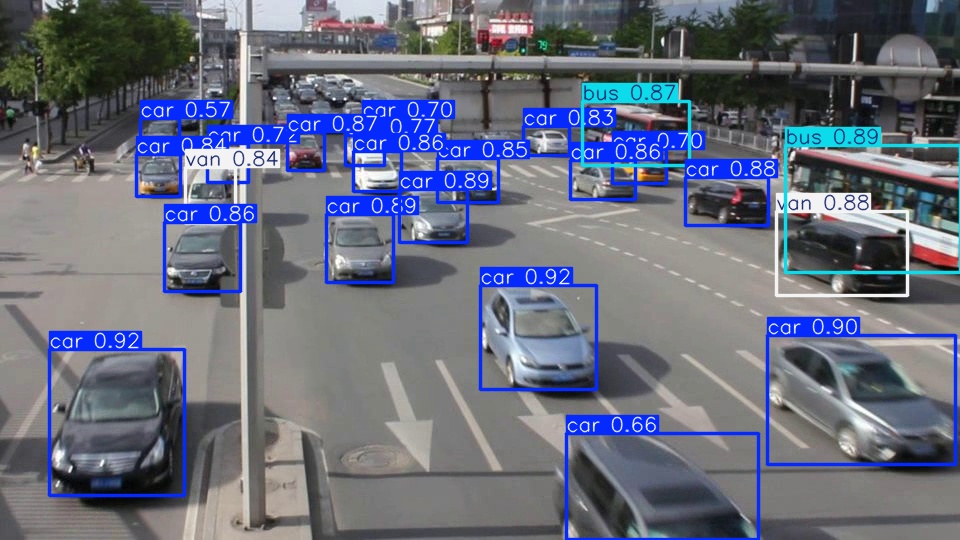 79
bus 0.87
car 0.57
car 0.70
car 0.83
car 0.87
0.77
bus 0.89
car 0.72
car 0.86
0.70
car 0.84
van 0.84
car 0.85
car 0.86
car 0.88
car 0.89
van 0.88
car 0.86
car 0.89
car 0.92
car 0.90
car 0.92
car 0.66